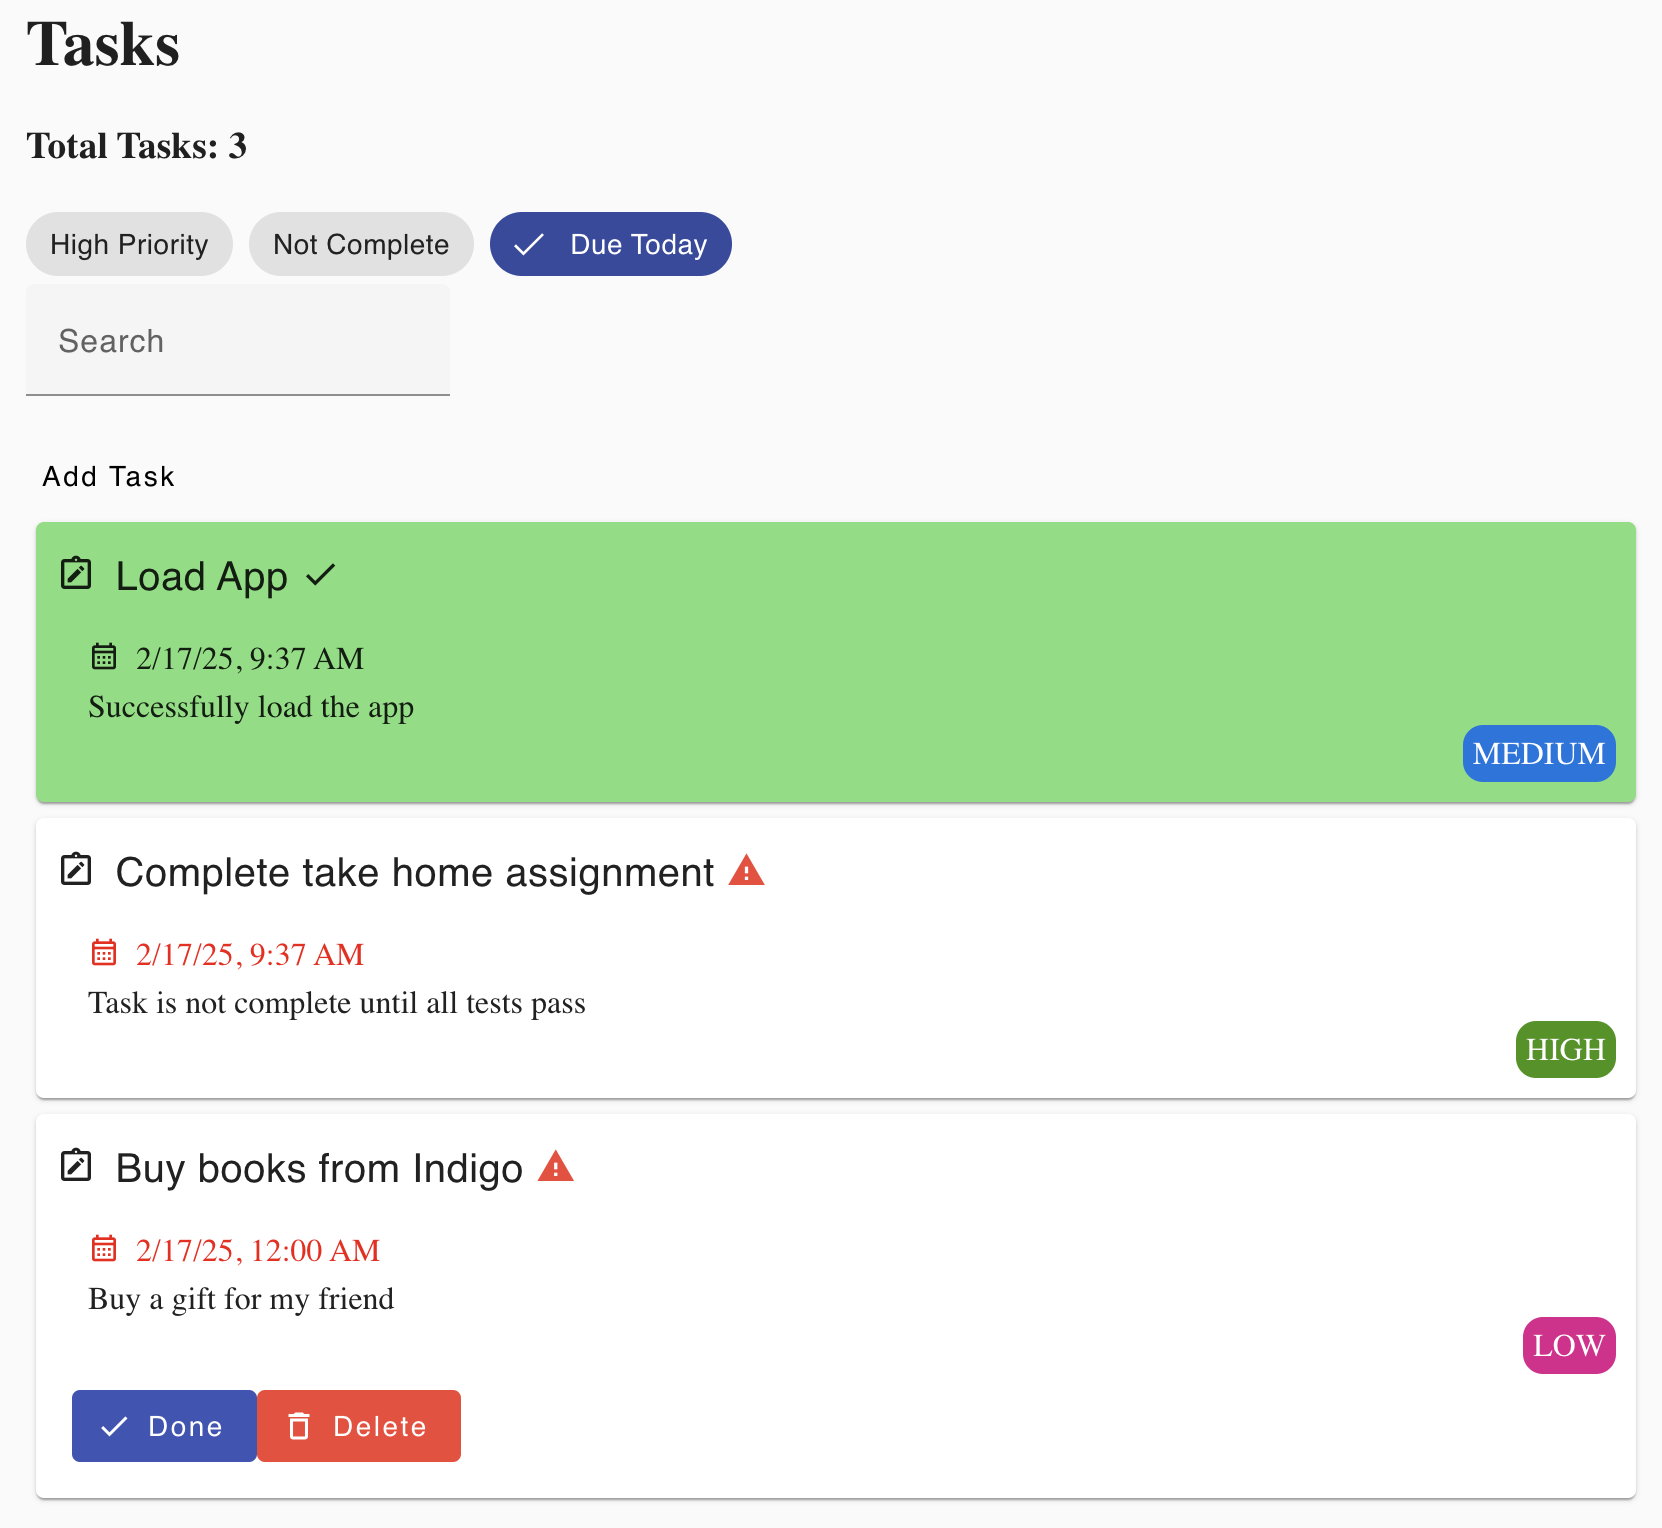 Tasks
Total Tasks: 3
High Priority Not Complete Due Today
Search
Add Task
Load App
2/17/25, 9:37 AM
Successfully load the app
MEDIUM
Complete take home assignment
2/17/25, 9:37 AM
Task is not complete until all tests pass
HIGH
Buy books from Indigo
2/17/25, 12:00 AM
Buy a gift for my friend
LOW
Done Delete